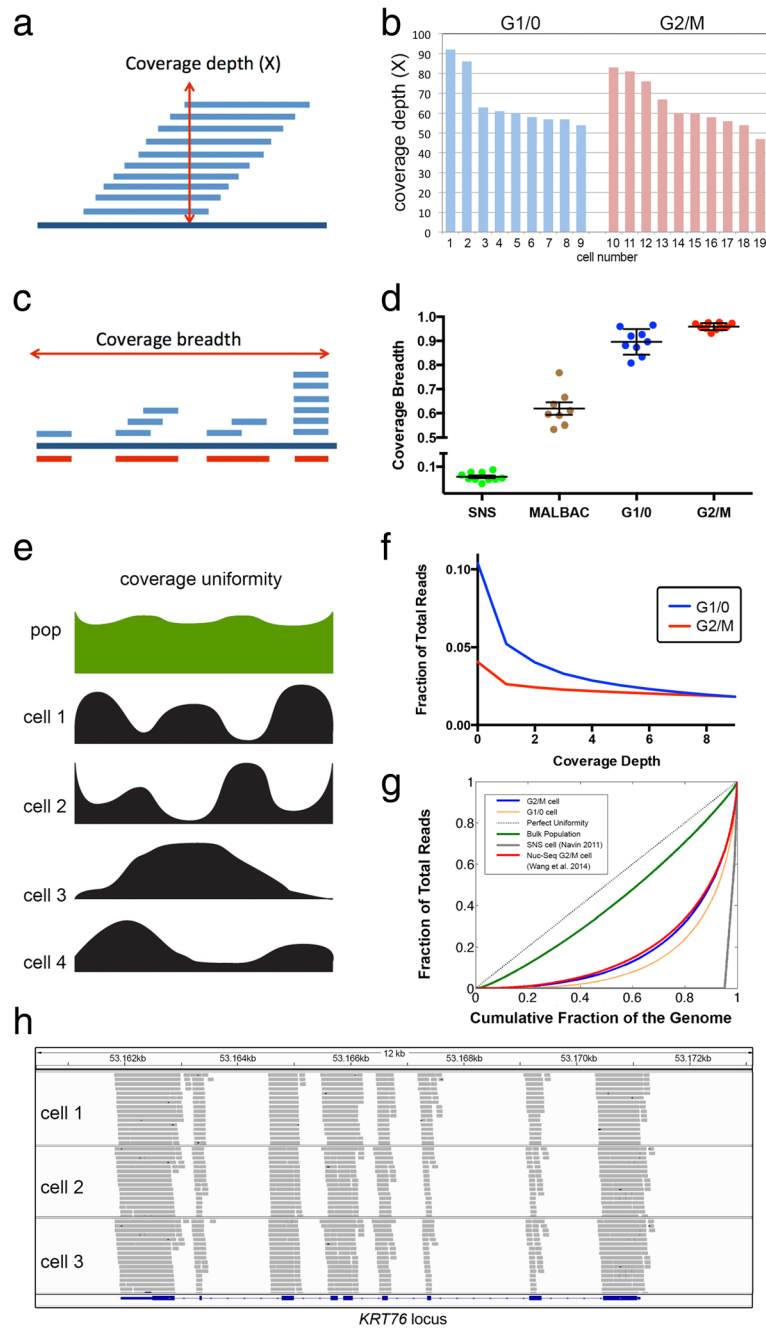 a
Coverage depth (X)
b
G1/0
G2/M
coverage depth (X)
100
90
80
70
60
50
40
30
20
10
0
1 2 3 4 5 6 7 8 9 10 11 12 13 14 15 16 17 18 19
cell number
c
Coverage breadth
d
Coverage Breadth
1.0
0.9
0.8
0.7
0.6
0.5
0.1
SNS MALBAC G1/0 G2/M
e
coverage uniformity
pop
cell 1
cell 2
cell 3
cell 4
f
Fraction of Total Reads
0.10
0.05
0.00
G1/0
G2/M
0 2 4 6 8
Coverage Depth
g
Fraction of Total Reads
1
0.8
0.6
0.4
0.2
0
G2/M cell
G1/0 cell
Perfect Uniformity
Bulk Population
SNS cell (Navin 2011)
Nuc-Seq G2/M cell
(Wang et al. 2014)
0 0.2 0.4 0.6 0.8 1
Cumulative Fraction of the Genome
h
12 kb
53.162kb 53.164kb 53.166kb 53.168kb 53.170kb 53.172kb
cell 1
cell 2
cell 3
KRT76 locus